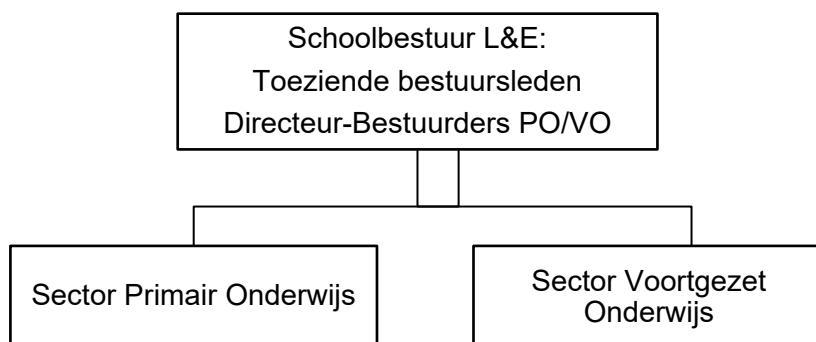 Schoolbestuur L&E:
Toeziende bestuursleden
Directeur-Bestuurders PO/VO
Sector Primair Onderwijs
Sector Voortgezet
Onderwijs